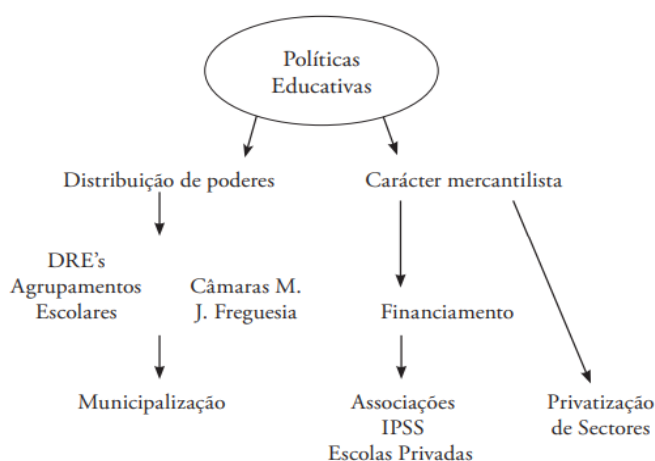 Políticas
Educativas
Distribuição de poderes
Carácter mercantilista
DRE's
Agrupamentos
Escolares
Câmaras M.
J. Freguesia
Financiamento
Municipalização
Associações
IPSS
Escolas Privadas
Privatização
de Sectores